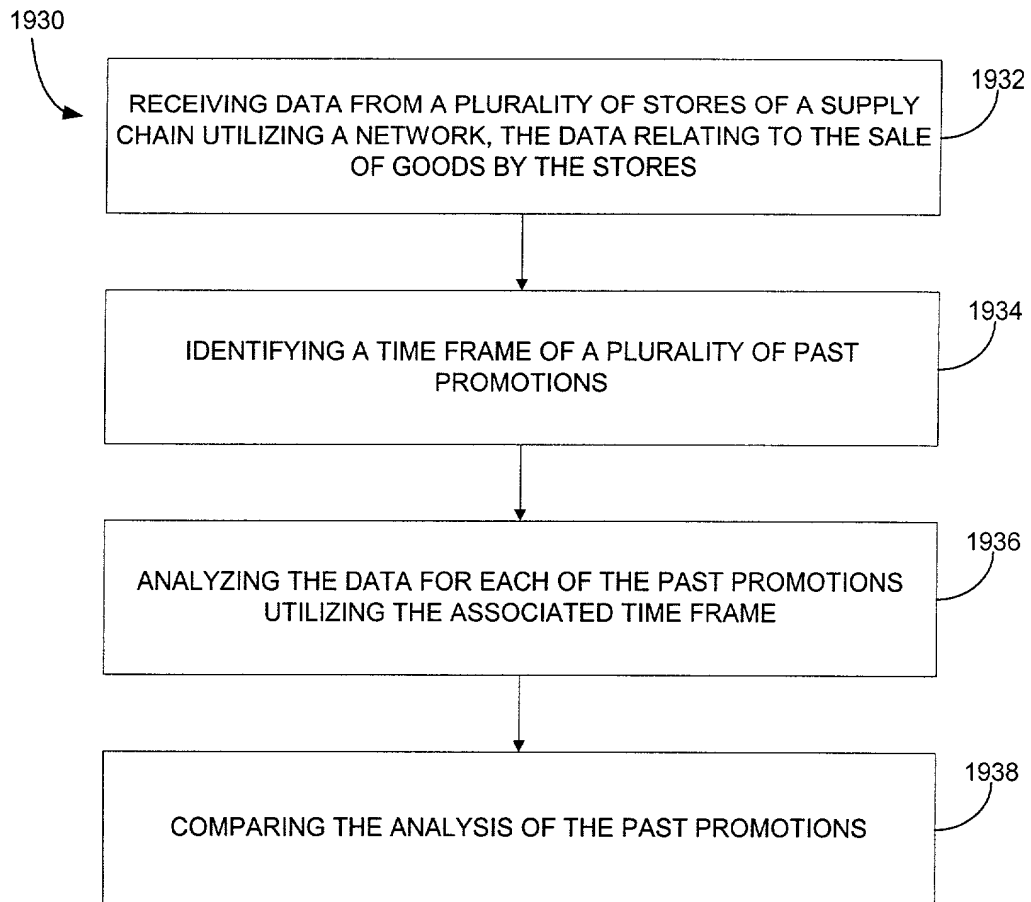 1930
1932
RECEIVING DATA FROM A PLURALITY OF STORES OF A SUPPLY
CHAIN UTILIZING A NETWORK, THE DATA RELATING TO THE SALE
OF GOODS BY THE STORES
1934
IDENTIFYING A TIME FRAME OF A PLURALITY OF PAST
PROMOTIONS
1936
ANALYZING THE DATA FOR EACH OF THE PAST PROMOTIONS
UTILIZING THE ASSOCIATED TIME FRAME
1938
COMPARING THE ANALYSIS OF THE PAST PROMOTIONS